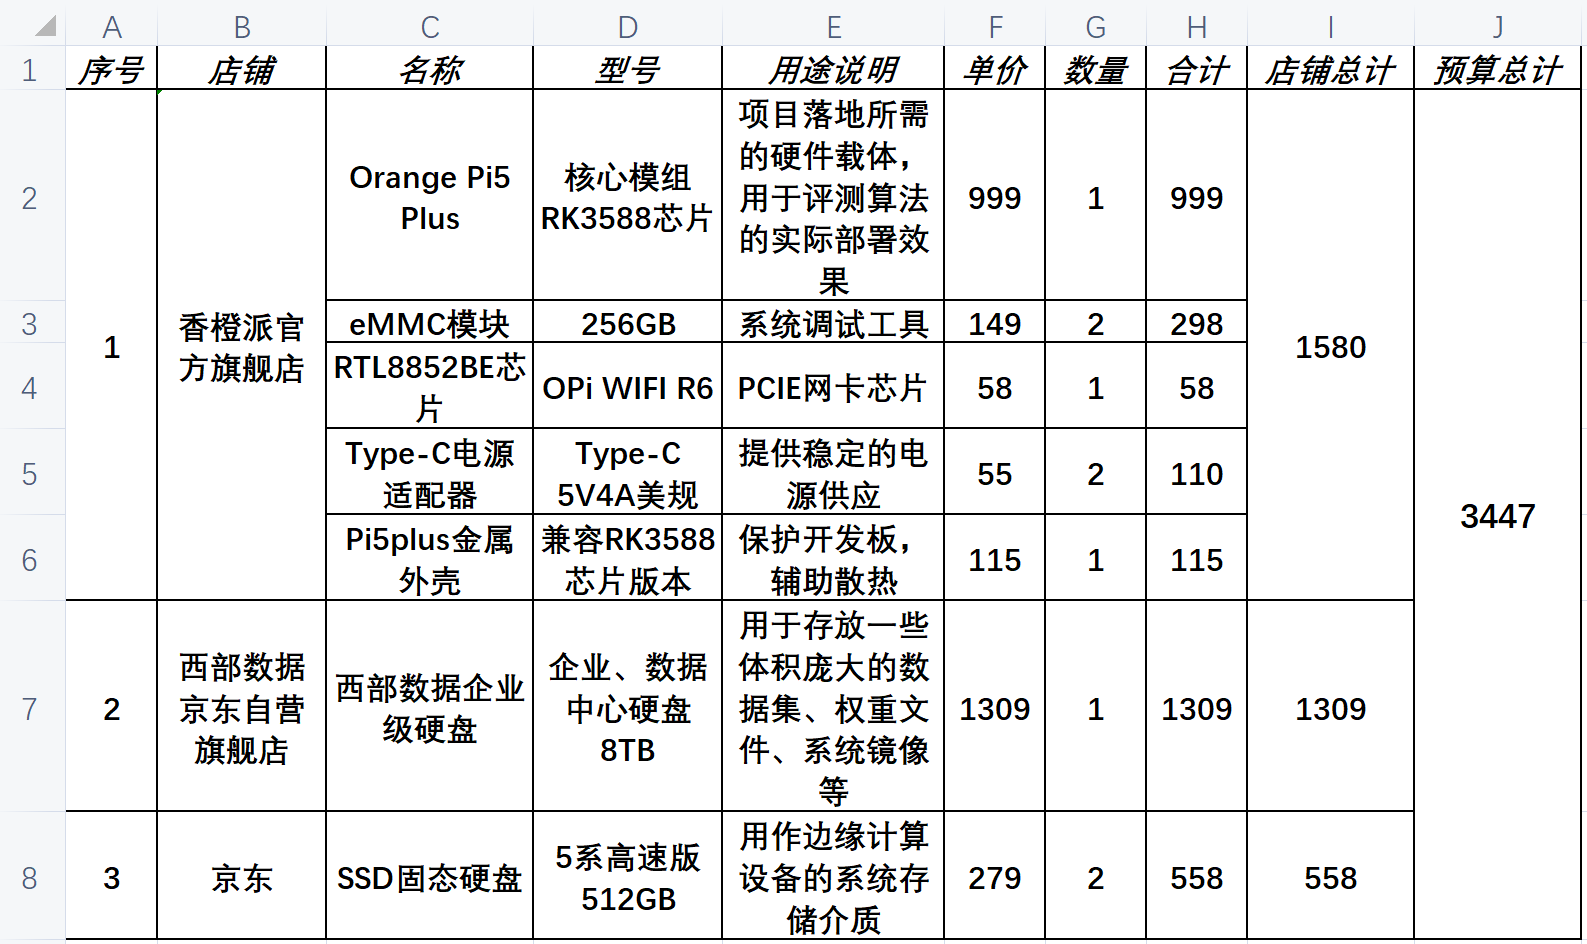 A B C D E F G H I J
1 序号 店铺 名称 型号 用途说明 单价 数量 合计 店铺总计 预算总计
2
1
香橙派官
方旗舰店
Orange Pi5
Plus
核心模组
RK3588芯片
项目落地所需
的硬件载体，
用于评测算法
的实际部署效
果
999 1 999
1580
3447
3 eMMC模块 256GB 系统调试工具 149 2 298
4
RTL8852BE芯
片
OPi WIFI R6 PCIE网卡芯片 58 1 58
5
Type-C电源
适配器
Type-C
5V4A美规
提供稳定的电
源供应
55 2 110
6
Pi5plus金属
外壳
兼容RK3588
芯片版本
保护开发板，
辅助散热
115 1 115
7
2
西部数据
京东自营
旗舰店
西部数据企业
级硬盘
企业、数据
中心硬盘
8TB
用于存放一些
体积庞大的数
据集、权重文
件、系统镜像
等
1309 1 1309 1309
8
3
京东
SSD固态硬盘
5系高速版
512GB
用作边缘计算
设备的系统存
储介质
279 2 558 558